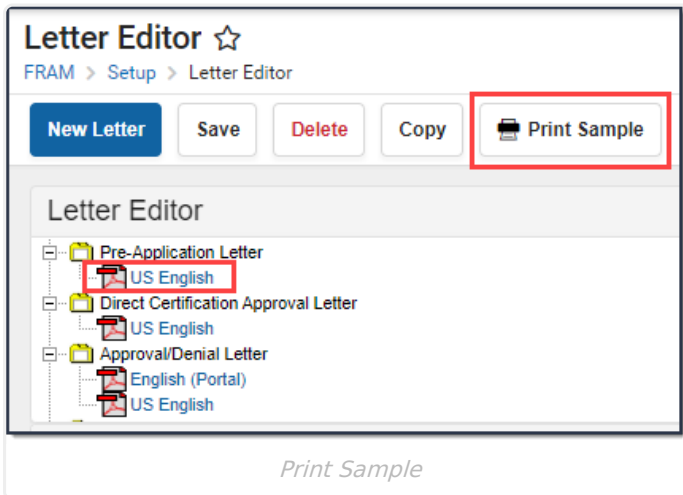 Letter Editor
FRAM > Setup > Letter Editor
New Letter Save Delete Copy Print Sample
Letter Editor
Pre-Application Letter
US English
Direct Certification Approval Letter
US English
Approval/Denial Letter
English (Portal)
US English
Print Sample